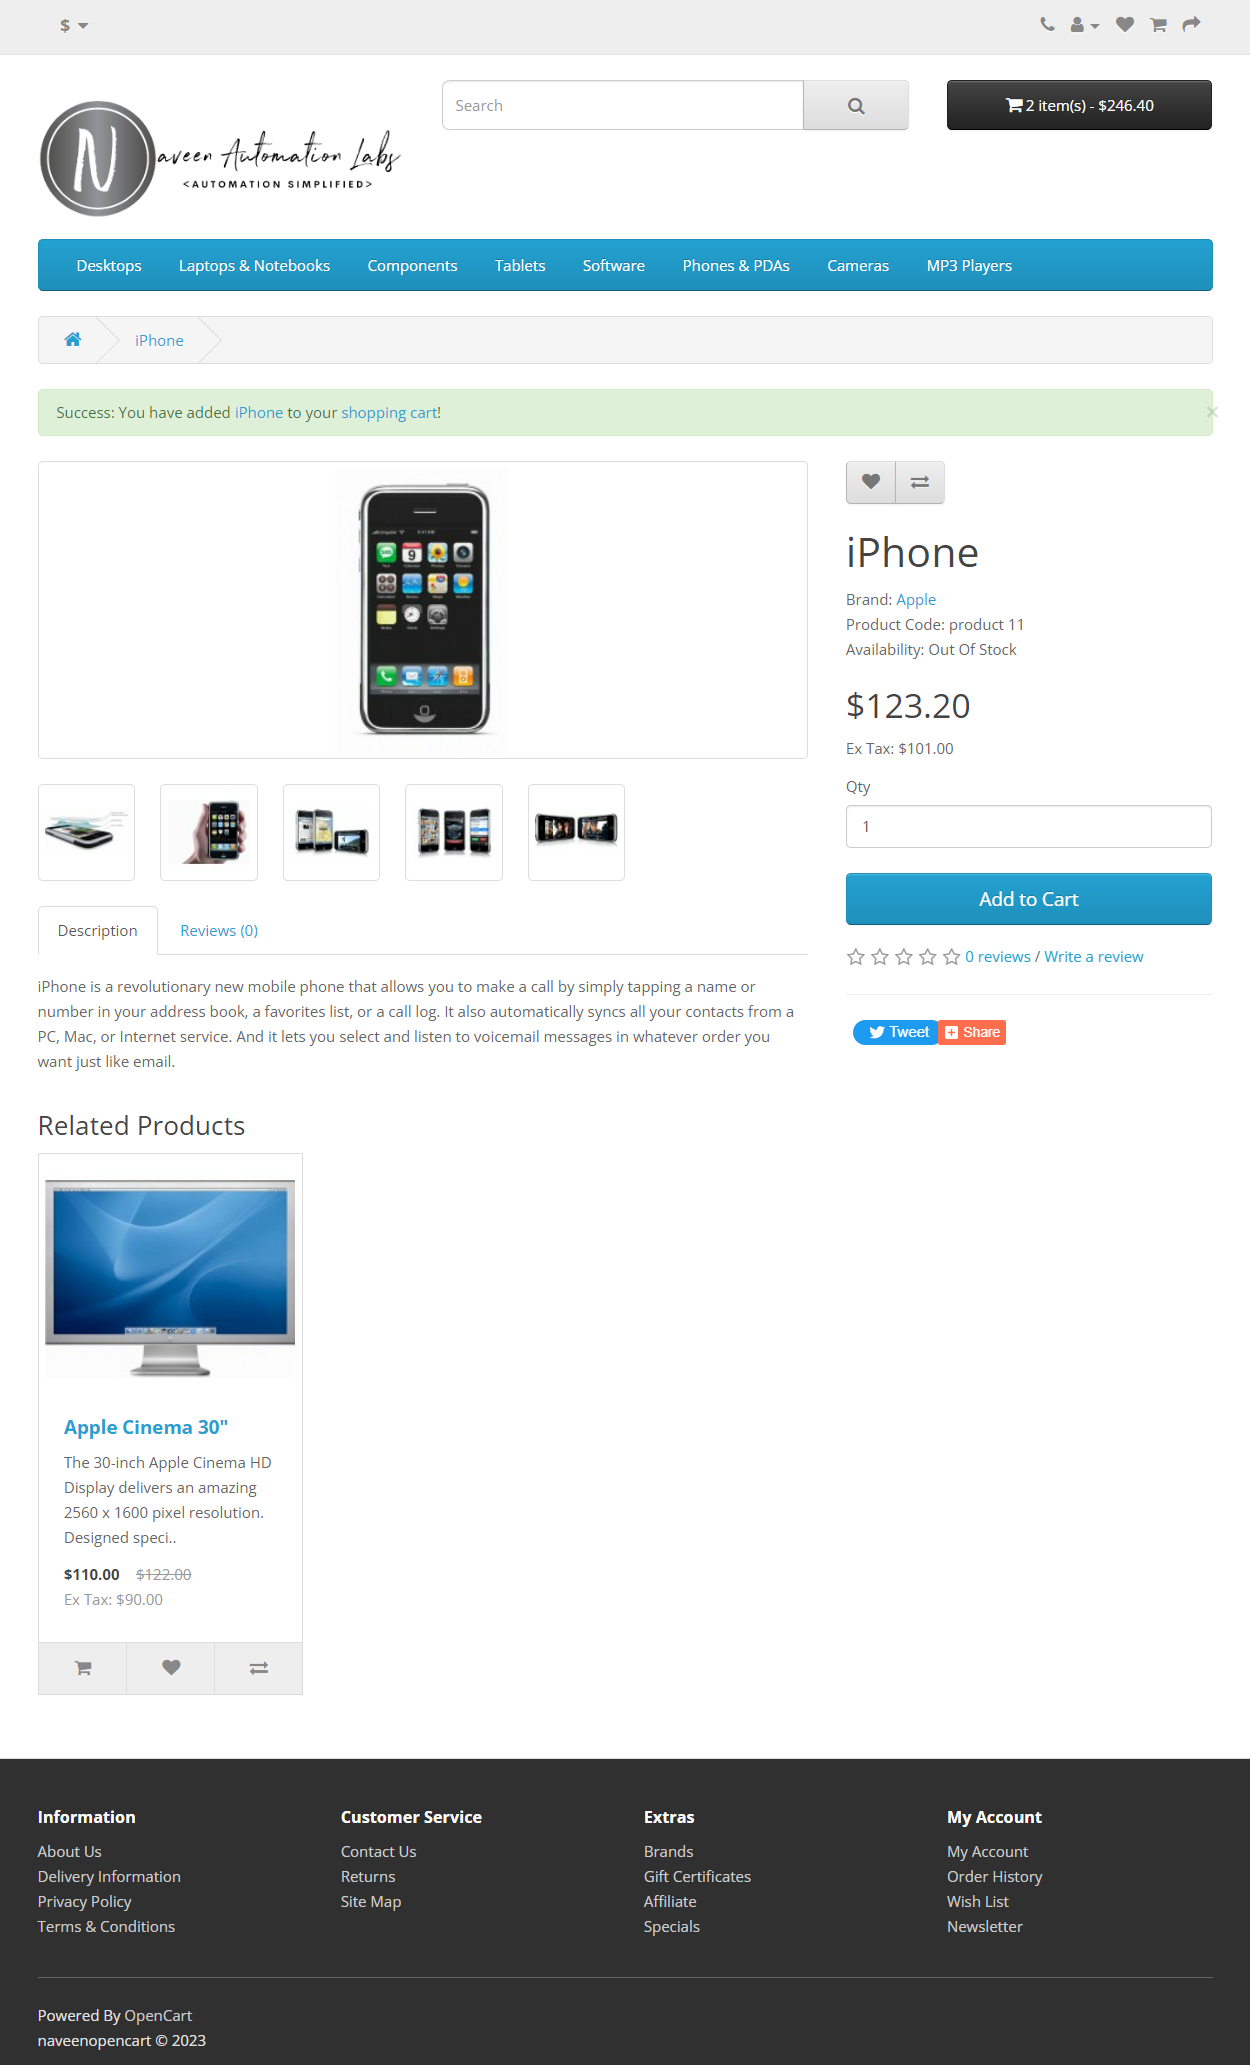 $
Search
2 item(s) - $246.40
N
aveen Automation Labs
<AUTOMATION SIMPLIFIED>
Desktops Laptops & Notebooks Components Tablets Software Phones & PDAs Cameras MP3 Players
iPhone
Success: You have added iPhone to your shopping cart!
×
iPhone
Brand: Apple
Product Code: product 11
Availability: Out Of Stock
$123.20
Ex Tax: $101.00
Qty
1
Add to Cart
0 reviews / Write a review
Tweet Share
Description Reviews (0)
iPhone is a revolutionary new mobile phone that allows you to make a call by simply tapping a name or
number in your address book, a favorites list, or a call log. It also automatically syncs all your contacts from a
PC, Mac, or Internet service. And it lets you select and listen to voicemail messages in whatever order you
want just like email.
Related Products
Apple Cinema 30"
The 30-inch Apple Cinema HD
Display delivers an amazing
2560 x 1600 pixel resolution.
Designed speci..
$110.00 $122.00
Ex Tax: $90.00
Information
About Us
Delivery Information
Privacy Policy
Terms & Conditions
Customer Service
Contact Us
Returns
Site Map
Extras
Brands
Gift Certificates
Affiliate
Specials
My Account
My Account
Order History
Wish List
Newsletter
Powered By OpenCart
naveenopencart © 2023